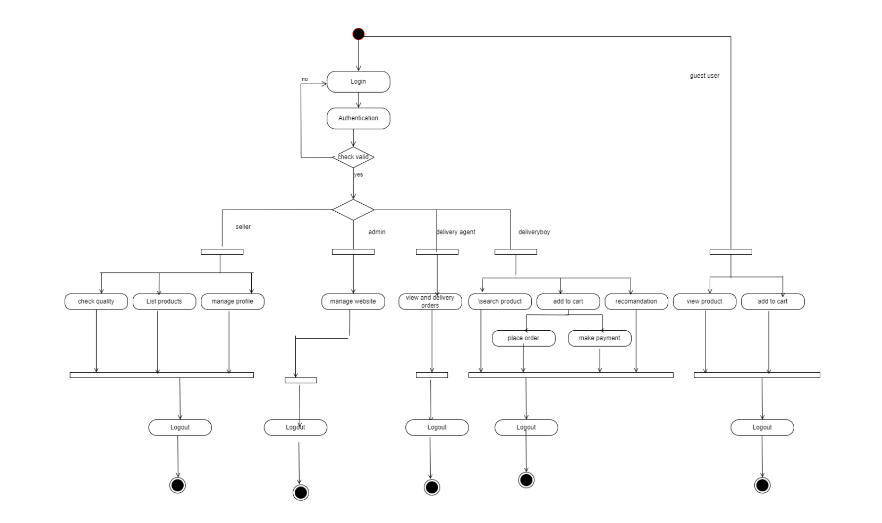 guest user
no
Login
Authentication
check valid
yes
seller
admin
delivery agent
deliveryboy
check quality
List products
manage profile
manage website
view and delivery
orders
\search product
add to cart
recomandation
view product
add to cart
place order
make payment
Logout
Logout
Logout
Logout
Logout